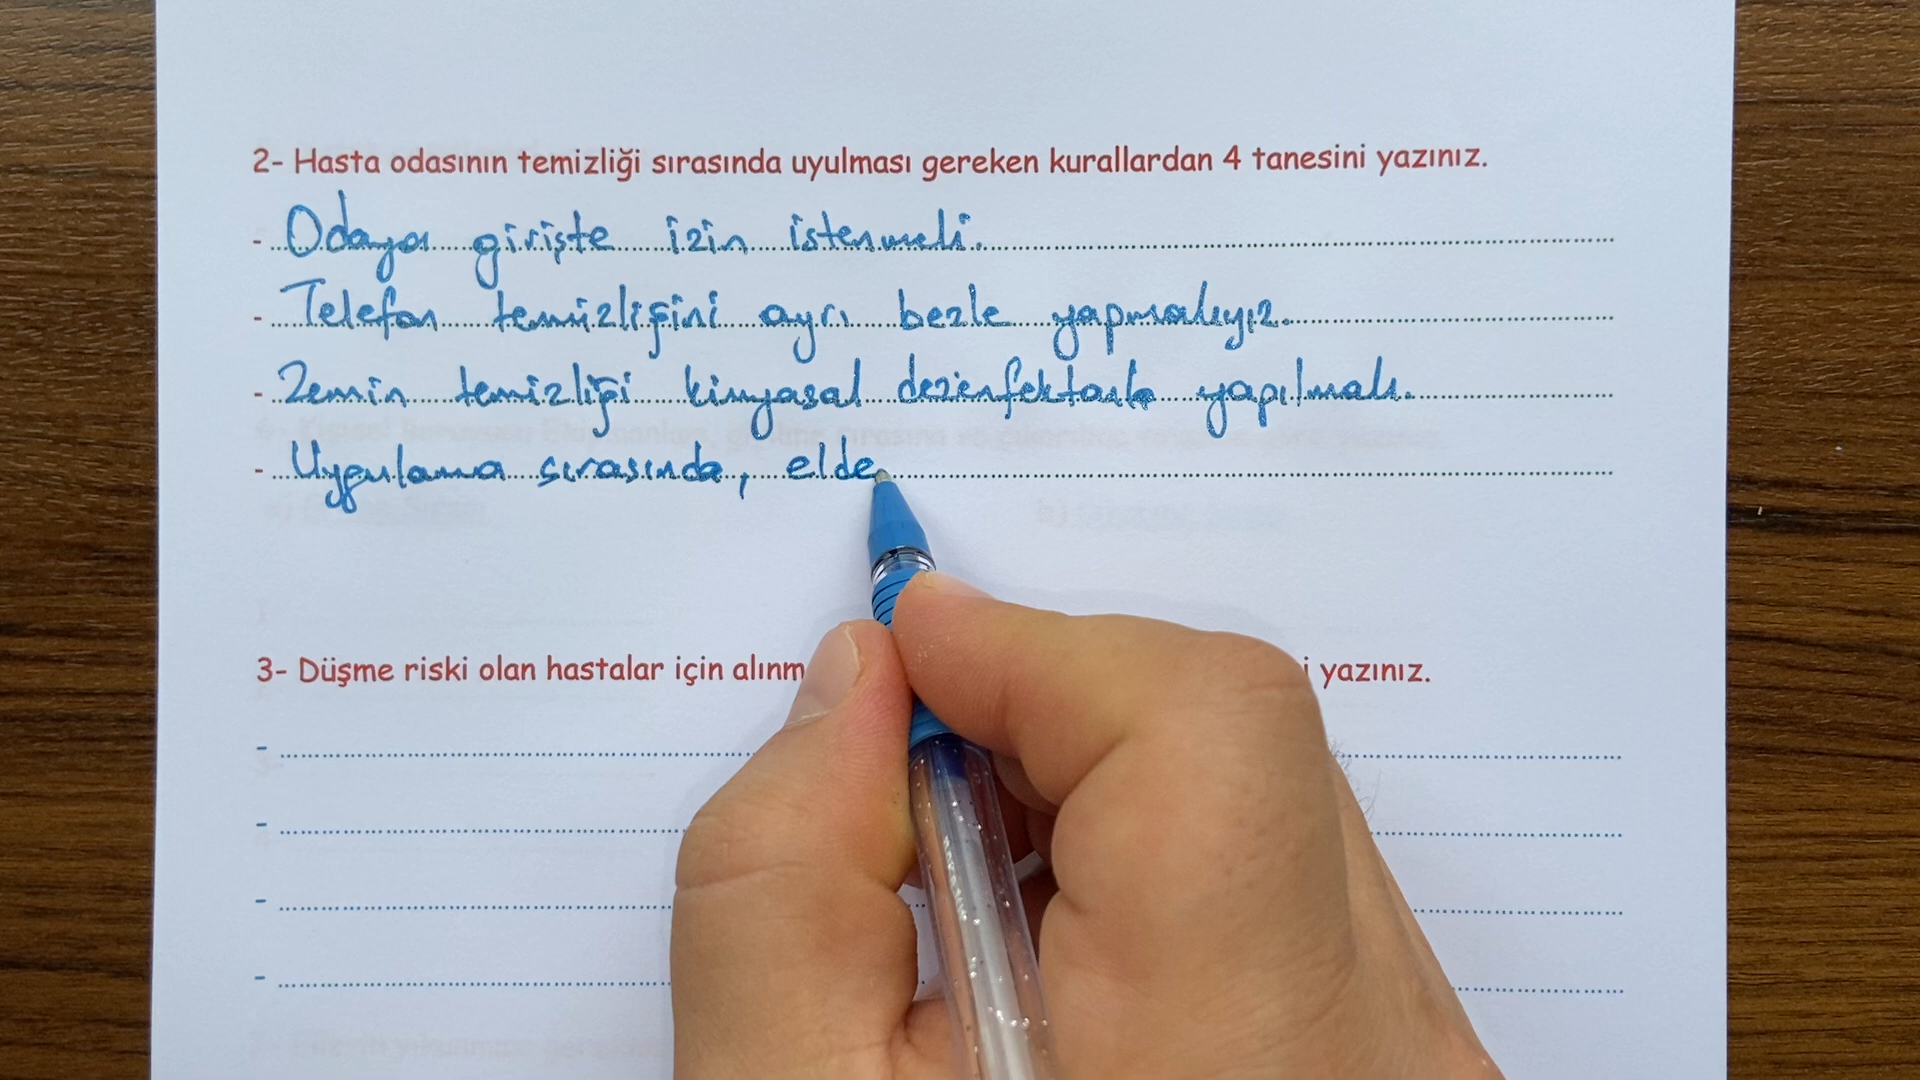 2- Hasta odasının temizliği sırasında uyulması gereken kurallardan 4 tanesini yazınız.
- Odaya girişte izin istenmeli.
- Telefon temizliğini ayrı bezle yapmalıyız.
- Zemin temizliği kimyasal dezenfektanla yapılmalı.
- Uygulama sırasında, elde
3- Düşme riski olan hastalar için alınm i yazınız.
-
-
-
-